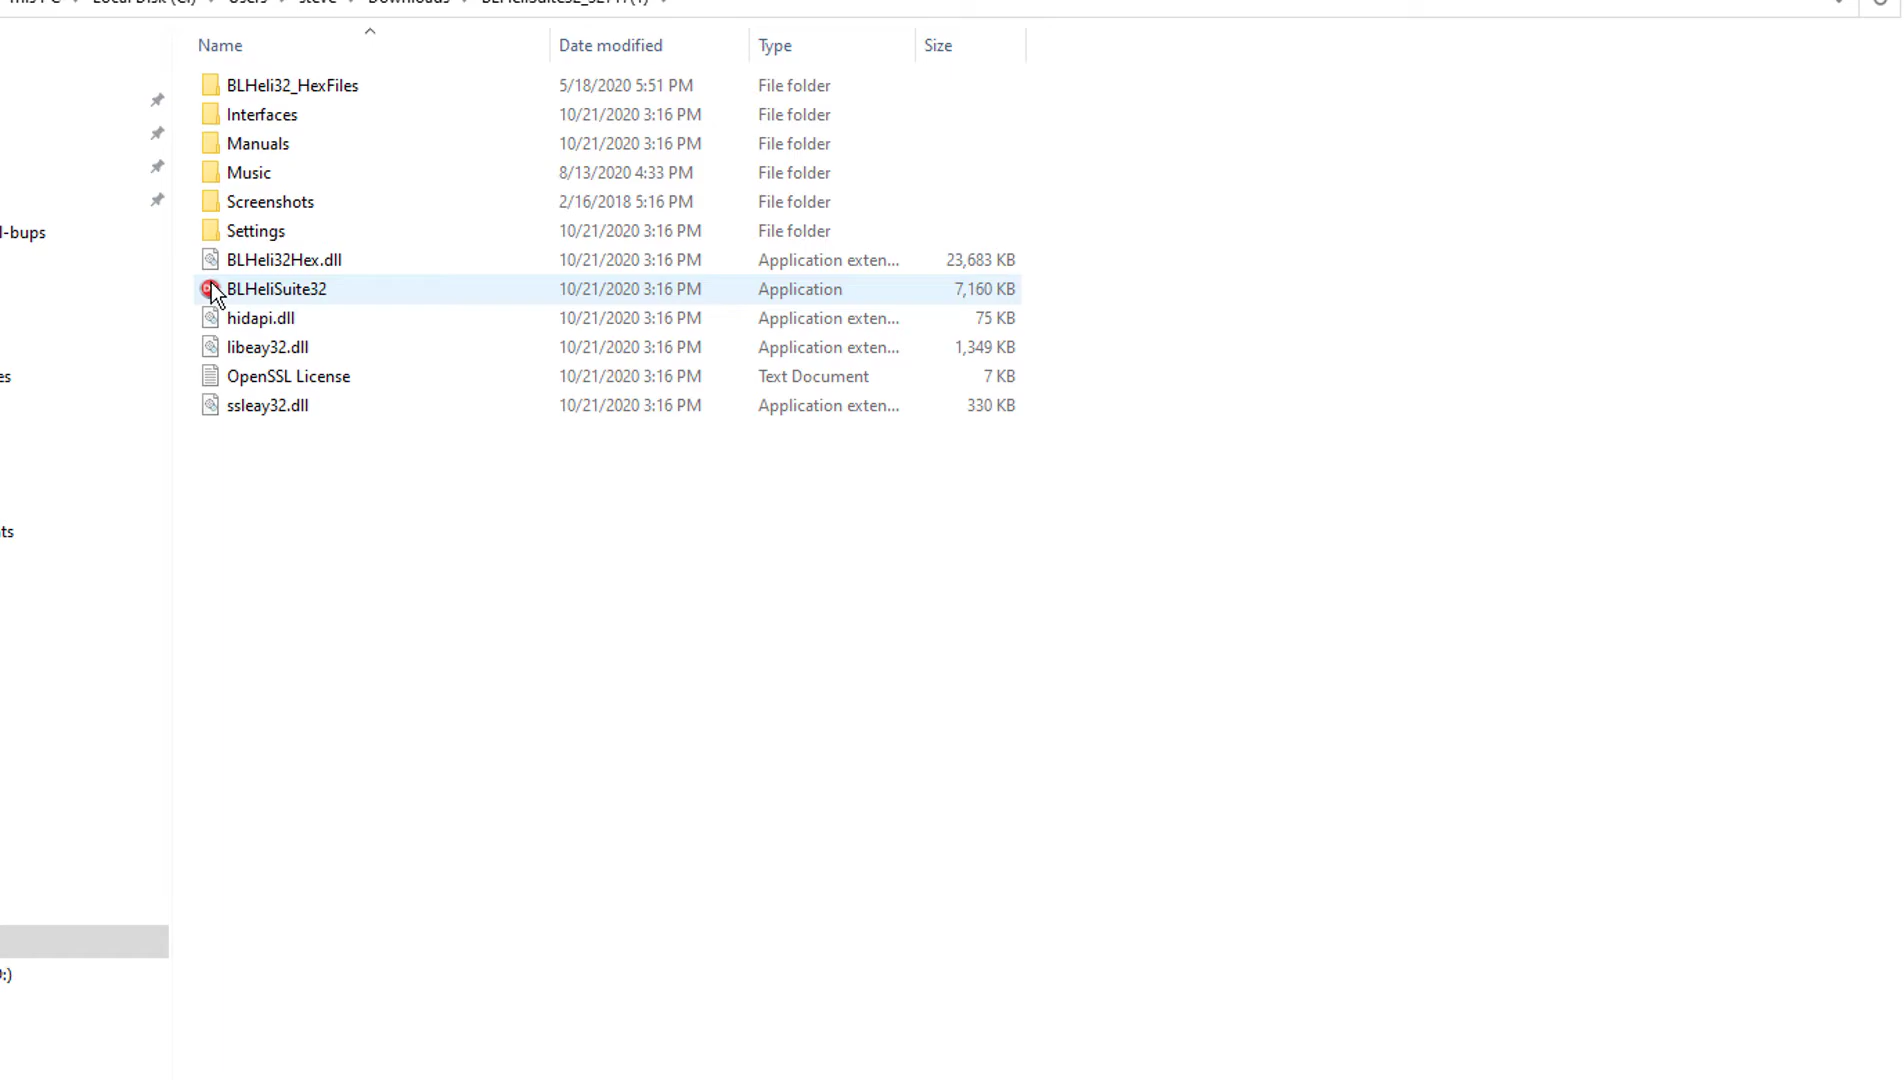 Name Date modified Type Size
BLHeli32_HexFiles 5/18/2020 5:51 PM File folder
Interfaces 10/21/2020 3:16 PM File folder
Manuals 10/21/2020 3:16 PM File folder
Music 8/13/2020 4:33 PM File folder
Screenshots 2/16/2018 5:16 PM File folder
l-bups
Settings 10/21/2020 3:16 PM File folder
BLHeli32Hex.dll 10/21/2020 3:16 PM Application exten... 23,683 KB
BLHeliSuite32 10/21/2020 3:16 PM Application 7,160 KB
hidapi.dll 10/21/2020 3:16 PM Application exten... 75 KB
libeay32.dll 10/21/2020 3:16 PM Application exten... 1,349 KB
es
OpenSSL License 10/21/2020 3:16 PM Text Document 7 KB
ssleay32.dll 10/21/2020 3:16 PM Application exten... 330 KB
ts
:)